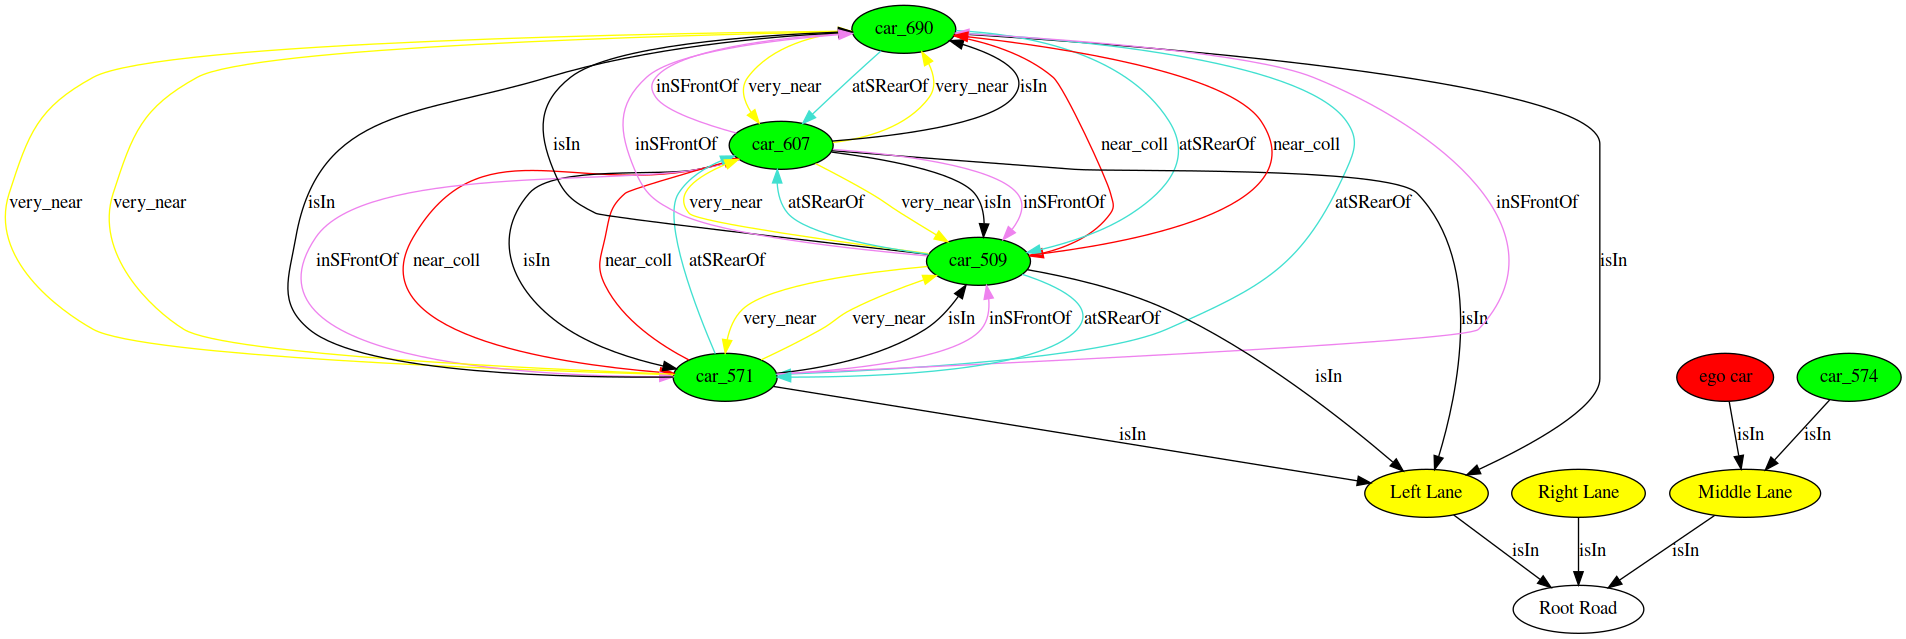 car_690
inSFrontOf
very_near
atSRearOf
very_near
isIn
car_607
isIn
inSFrontOf
near_coll
atSRearOf
near_coll
very_near
very_near
isIn
very_near
atSRearOf
very_near
isIn
inSFrontOf
atSRearOf
inSFrontOf
car_509
inSFrontOf
near_coll
isIn
near_coll
atSRearOf
isIn
very_near
very_near
isIn
inSFrontOf
atSRearOf
isIn
car_571
isIn
ego car
car_574
isIn
isIn
isIn
Left Lane
Right Lane
Middle Lane
isIn
isIn
isIn
Root Road